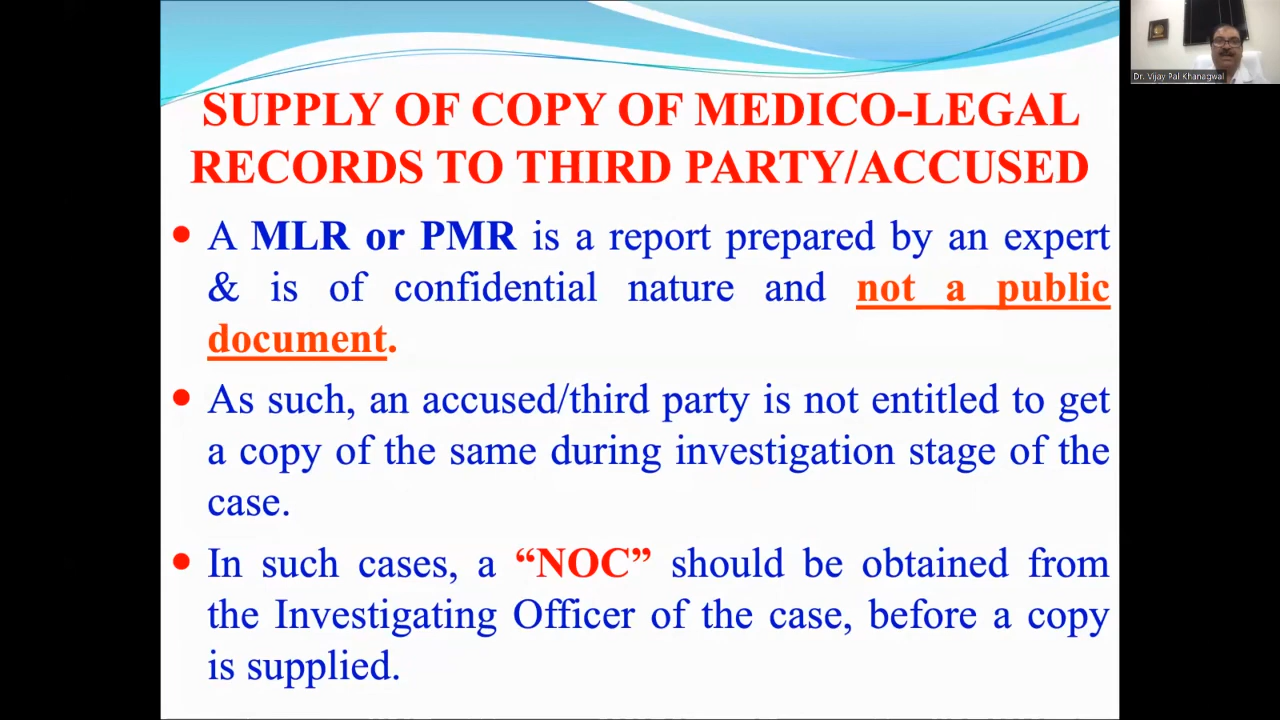 SUPPLY OF COPY OF MEDICO-LEGAL
RECORDS TO THIRD PARTY/ACCUSED
• A MLR or PMR is a report prepared by an expert
& is of confidential nature and not a public
document.
• As such, an accused/third party is not entitled to get
a copy of the same during investigation stage of the
case.
• In such cases, a “NOC” should be obtained from
the Investigating Officer of the case, before a copy
is supplied.
Dr. Vijay Pal Khanagwal